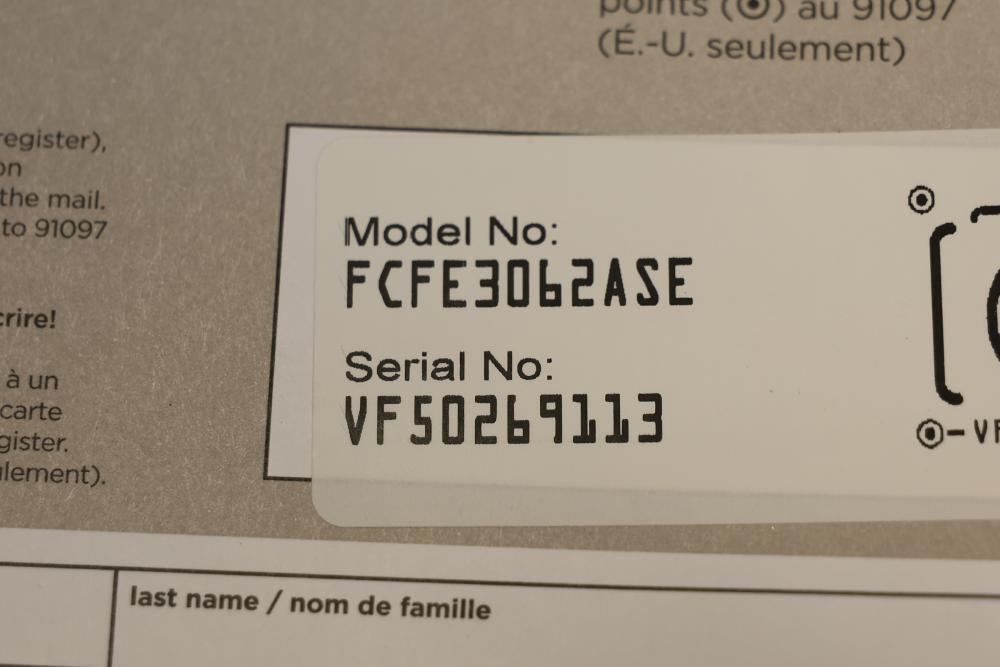 points (⦿) au 91097
(É.-U. seulement)
register),
on
the mail.
to 91097
crire!
à un
carte
gister.
ulement).
Model No:
FCFE3062ASE
Serial No:
VF50269113
⦿-VF
last name / nom de famille